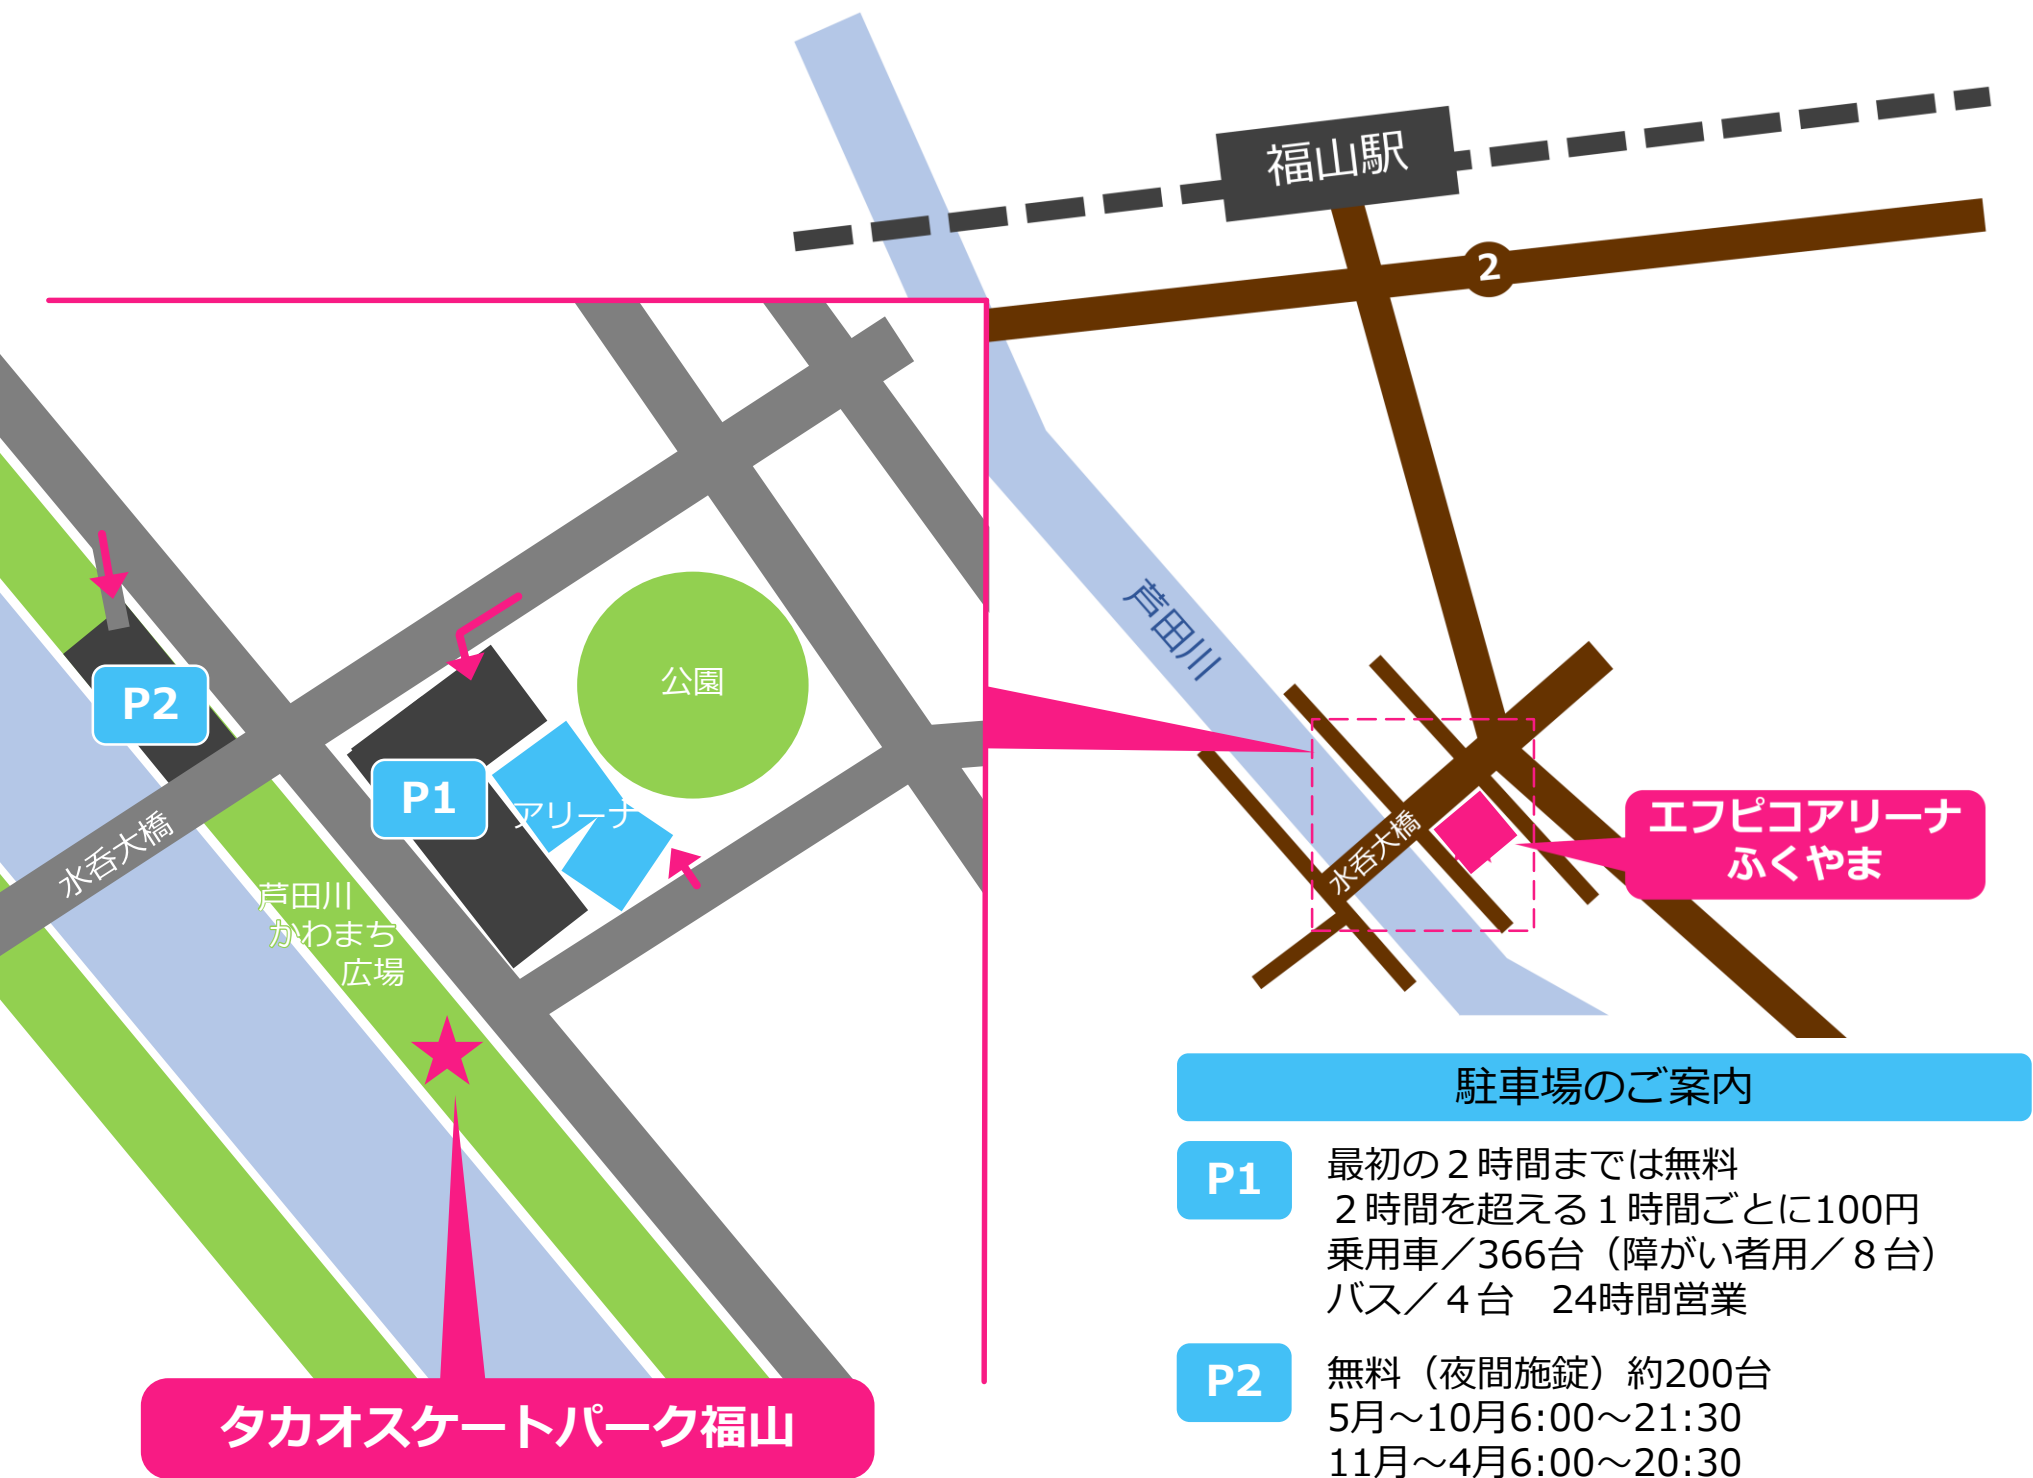 福山駅
2
芦田川
水呑大橋
エフピコアリーナ
ふくやま
公園
P2
P1
アリーナ
水呑大橋
芦田川
かわまち
広場
タカオスケートパーク福山
駐車場のご案内
P1
最初の２時間までは無料
２時間を超える１時間ごとに100円
乗用車／366台（障がい者用／８台）
バス／４台　24時間営業
P2
無料（夜間施錠）約200台
5月～10月6:00～21:30
11月～4月6:00～20:30